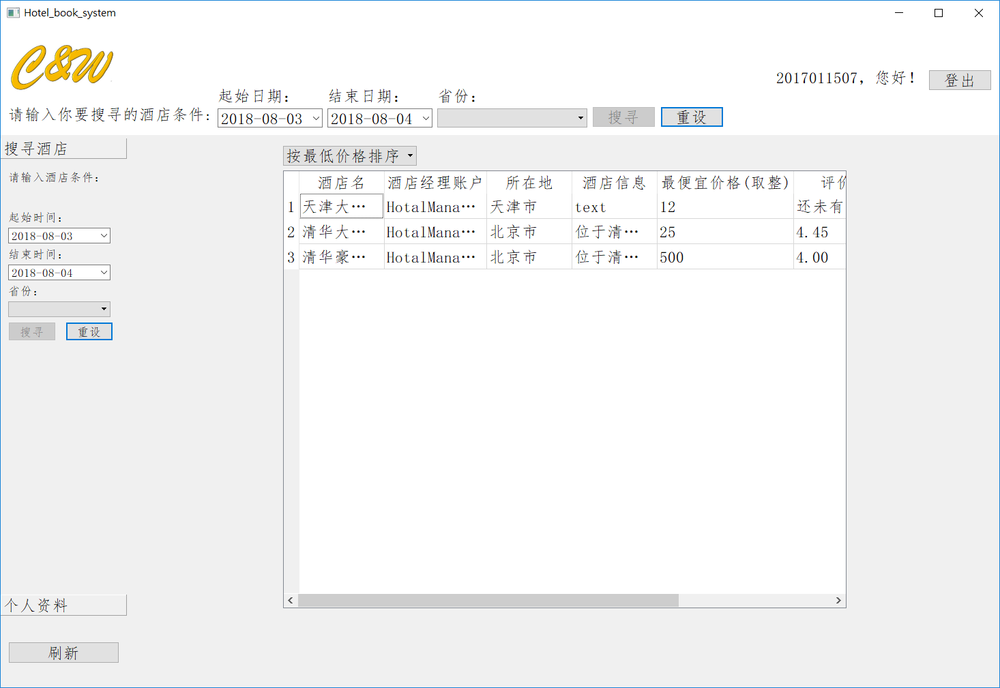 Hotel_book_system
C&W
2017011507，您好！ 登出
起始日期： 结束日期： 省份：
请输入你要搜寻的酒店条件： 2018-08-03 2018-08-04 搜寻 重设
搜寻酒店
请输入酒店条件：
起始时间：
2018-08-03
结束时间：
2018-08-04
省份：
搜寻 重设
按最低价格排序
酒店名 酒店经理账户 所在地 酒店信息 最便宜价格(取整) 评价
1 天津大… HotalMana… 天津市 text 12 还未有
2 清华大… HotalMana… 北京市 位于清… 25 4.45
3 清华豪… HotalMana… 北京市 位于清… 500 4.00
个人资料
刷新